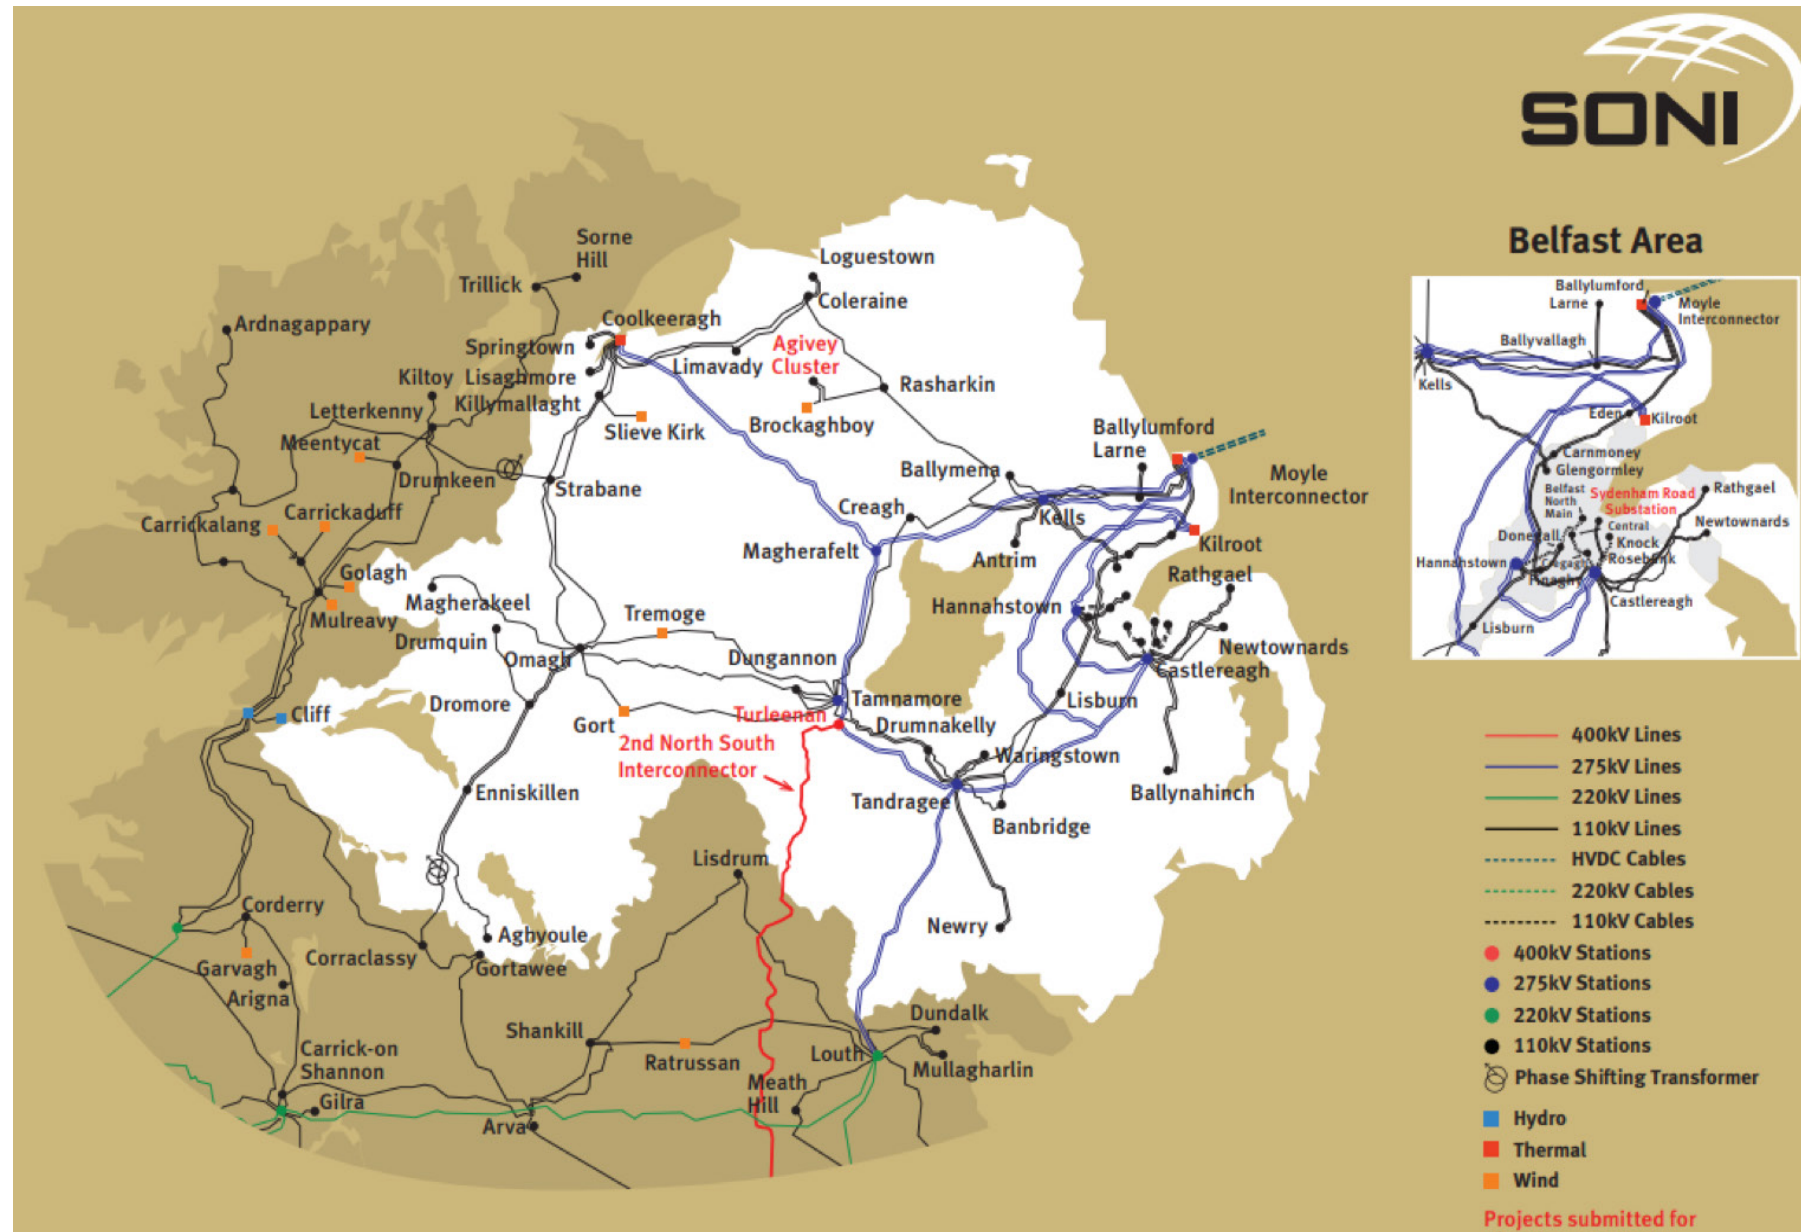 SONI
Sorne
Hill
Trillick
Loguestown
Coleraine
Ardnagappary
Coolkeeragh
Springtown
Agivey
Cluster
Limavady
Kiltoy
Lisaghmore
Rasharkin
Killymallaght
Letterkenny
Brockaghboy
Slieve Kirk
Meentycat
Ballylumford
Larne
Drumkeen
Ballymena
Moyle
Interconnector
Strabane
Creagh
Carrickaduff
Carrickalang
Kells
Kilroot
Magherafelt
Antrim
Golagh
Rathgael
Magherakeel
Hannahstown
Mulreavy
Tremoge
Drumquin
Newtownards
Omagh
Dungannon
Castlereagh
Tamnamore
Lisburn
Dromore
Cliff
Gort
Turleenan
Drumnakelly
2nd North South
Interconnector
Waringstown
Enniskillen
Tandragee
Ballynahinch
Banbridge
Lisdrum
Corderry
Newry
Aghyoule
Corraclassy
Garvagh
Gortawee
Arigna
Dundalk
Shankill
Carrick-on
Shannon
Ratrussan
Louth
Mullagharlin
Meath
Hill
Gilra
Arva
Belfast Area
Ballylumford
Larne
Moyle
Interconnector
Ballyvallagh
Kells
Eden
Kilroot
Carnmoney
Glengormley
Belfast
North
Main
Sydenham Road
Substation
Rathgael
Central
Newtownards
Donegall
Knock
Hannahstown
Cregagh
Rosebank
Finaghy
Castlereagh
Lisburn
400kV Lines
275kV Lines
220kV Lines
110kV Lines
HVDC Cables
220kV Cables
110kV Cables
400kV Stations
275kV Stations
220kV Stations
110kV Stations
Phase Shifting Transformer
Hydro
Thermal
Wind
Projects submitted for